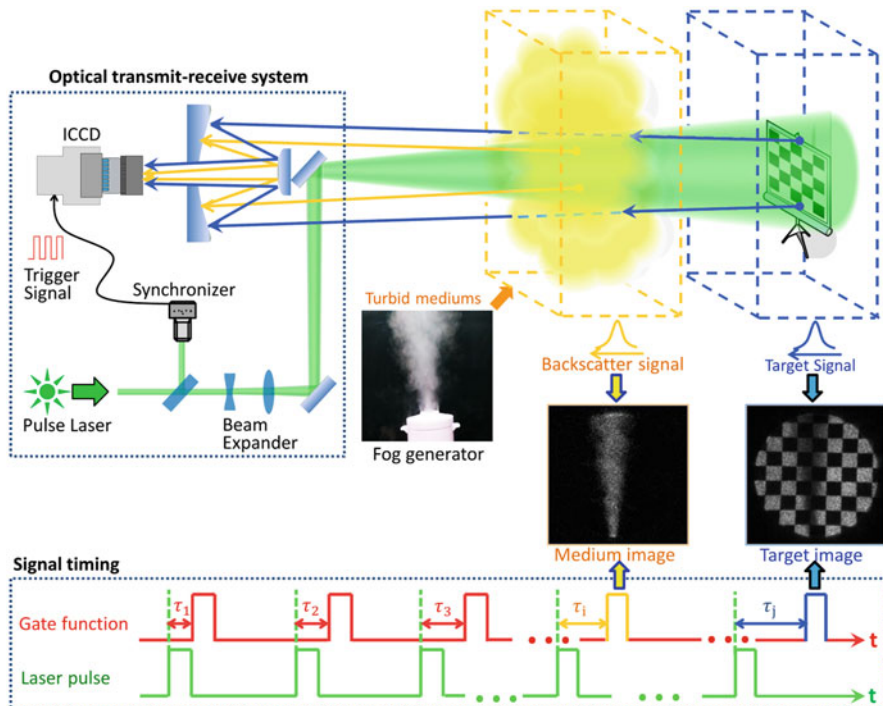 Optical transmit-receive system
ICCD
Trigger
Signal
Synchronizer
Pulse Laser
Beam
Expander
Turbid mediums
Fog generator
Backscatter signal
Target Signal
Medium image
Target image
Signal timing
Gate function
τ₁
τ₂
τ₃
τᵢ
τⱼ
t
Laser pulse
t